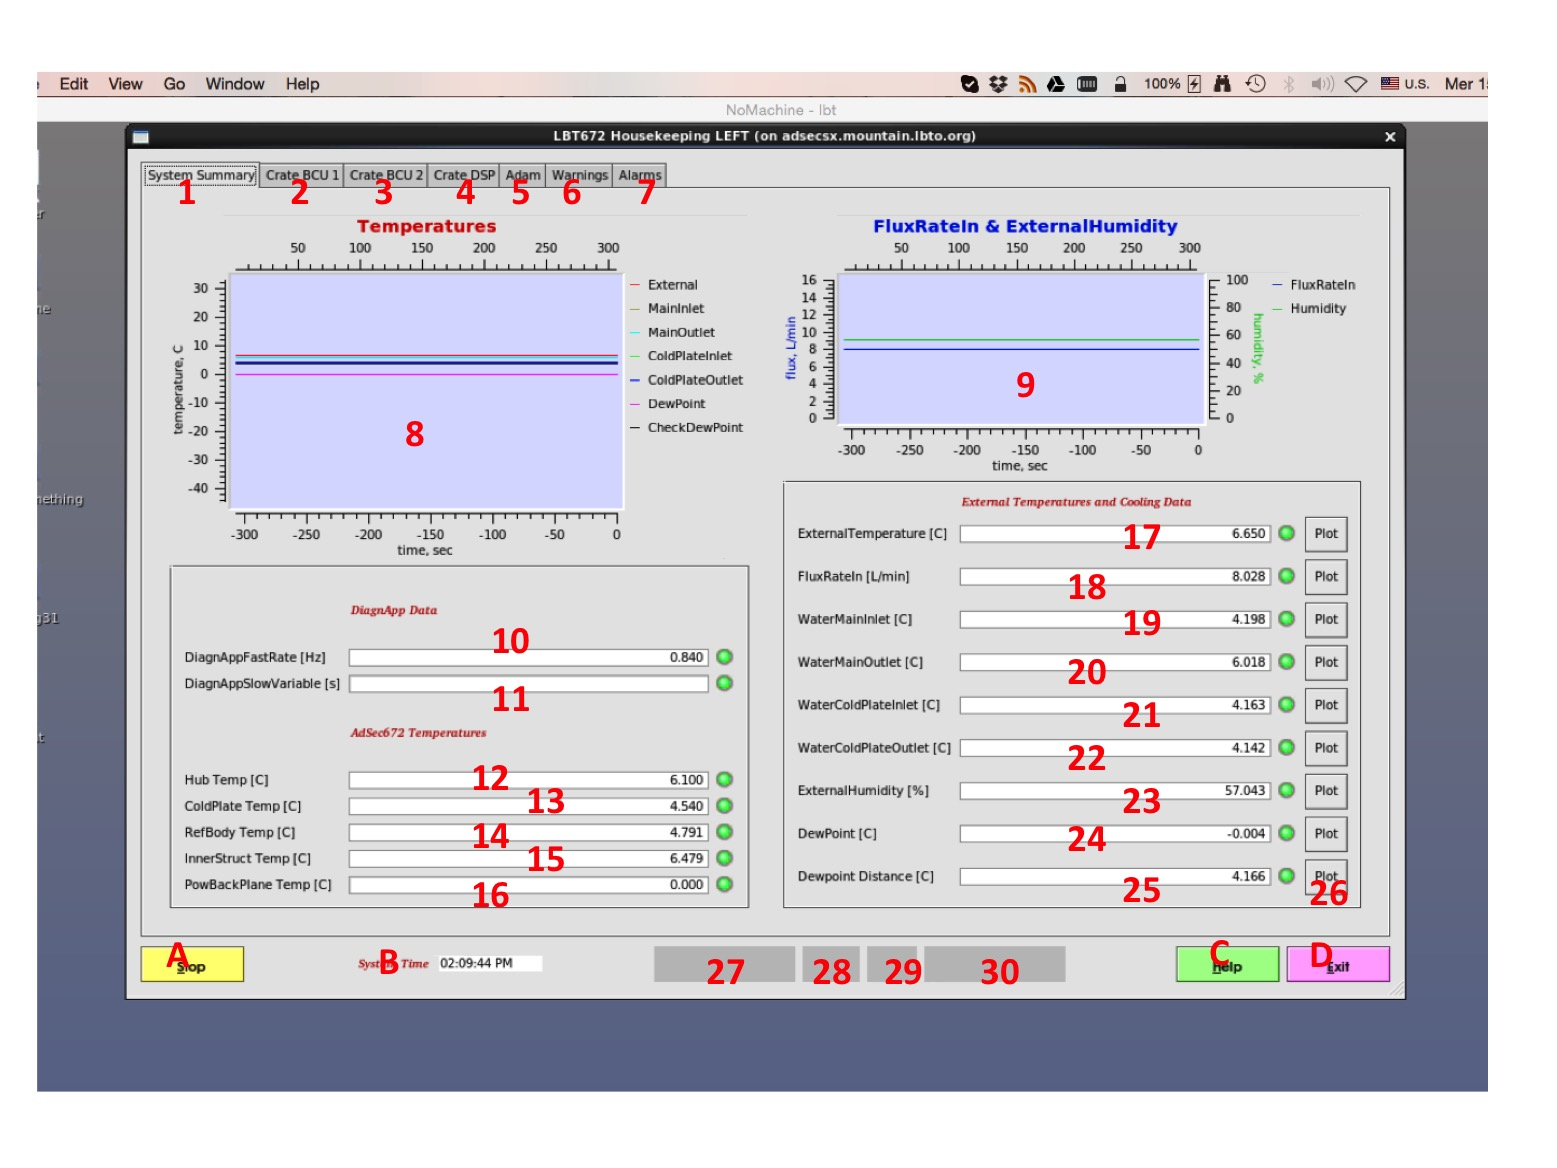 Edit View Go Window Help 100% U.S. Mer 1
NoMachine - lbt
LBT672 Housekeeping LEFT (on adsecsx.mountain.lbto.org)
System Summary Crate BCU 1 Crate BCU 2 Crate DSP Adam Warnings Alarms
1 2 3 4 5 6 7
Temperatures
50 100 150 200 250 300
30
20
10
0
-10
-20
-30
-40
temperature, C
8
-300 -250 -200 -150 -100 -50 0
time, sec
External
MainInlet
MainOutlet
ColdPlateInlet
ColdPlateOutlet
DewPoint
CheckDewPoint
FluxRateIn & ExternalHumidity
50 100 150 200 250 300
16
14
12
10
8
6
4
2
0
flux, L/min
9
100
80
60
40
20
0
humidity, %
-300 -250 -200 -150 -100 -50 0
time, sec
FluxRateIn
Humidity
DiagnApp Data
10
DiagnAppFastRate [Hz] 0.840
DiagnAppSlowVariable [s]
11
AdSec672 Temperatures
Hub Temp [C] 12 6.100
ColdPlate Temp [C] 13 4.540
RefBody Temp [C] 14 4.791
InnerStruct Temp [C] 15 6.479
PowBackPlane Temp [C] 16 0.000
External Temperatures and Cooling Data
ExternalTemperature [C] 17 6.650 Plot
FluxRateIn [L/min] 18 8.028 Plot
WaterMainInlet [C] 19 4.198 Plot
WaterMainOutlet [C] 20 6.018 Plot
WaterColdPlateInlet [C] 21 4.163 Plot
WaterColdPlateOutlet [C] 22 4.142 Plot
ExternalHumidity [%] 23 57.043 Plot
DewPoint [C] 24 -0.004 Plot
Dewpoint Distance [C] 25 4.166 Plot
26
A Stop
B System Time 02:09:44 PM
27 28 29 30
C Help
D Exit
mething
g31